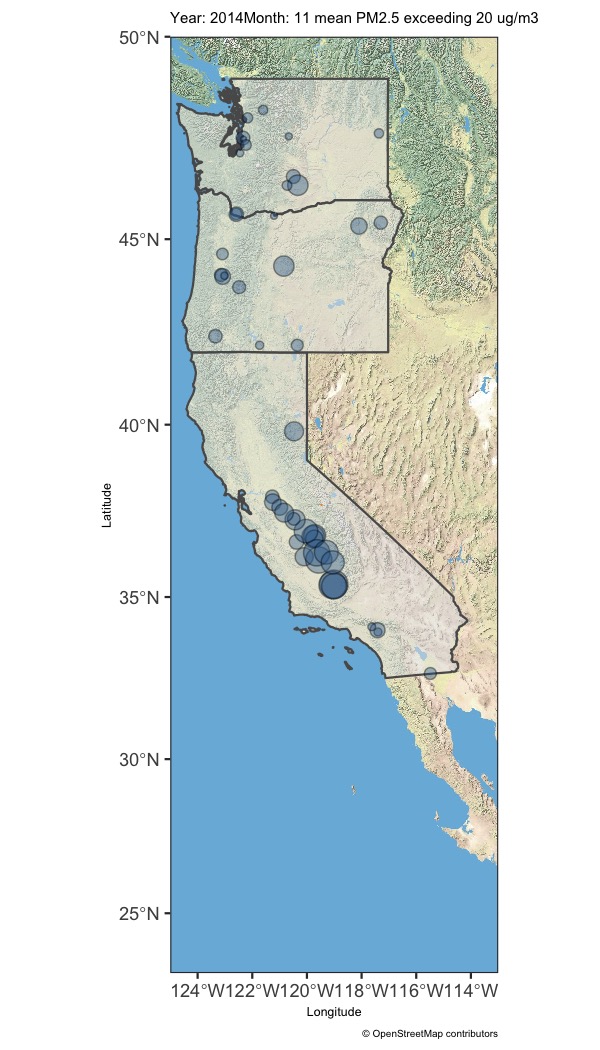 Year: 2014Month: 11 mean PM2.5 exceeding 20 ug/m3
50°N
45°N
40°N
35°N
30°N
25°N
Latitude
124°W122°W120°W118°W116°W114°W
Longitude
© OpenStreetMap contributors